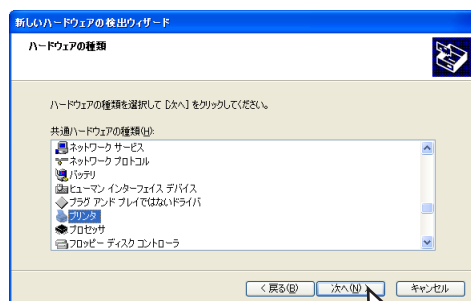 新しいハードウェアの検出ウィザード
ハードウェアの種類
ハードウェアの種類を選択して [次へ] をクリックしてください。
共通ハードウェアの種類(H):
ネットワーク サービス
ネットワーク プロトコル
バッテリ
ヒューマン インターフェイス デバイス
プラグ アンド プレイではないドライバ
プリンタ
プロセッサ
フロッピー ディスク コントローラ
< 戻る(B)
次へ(N) >
キャンセル